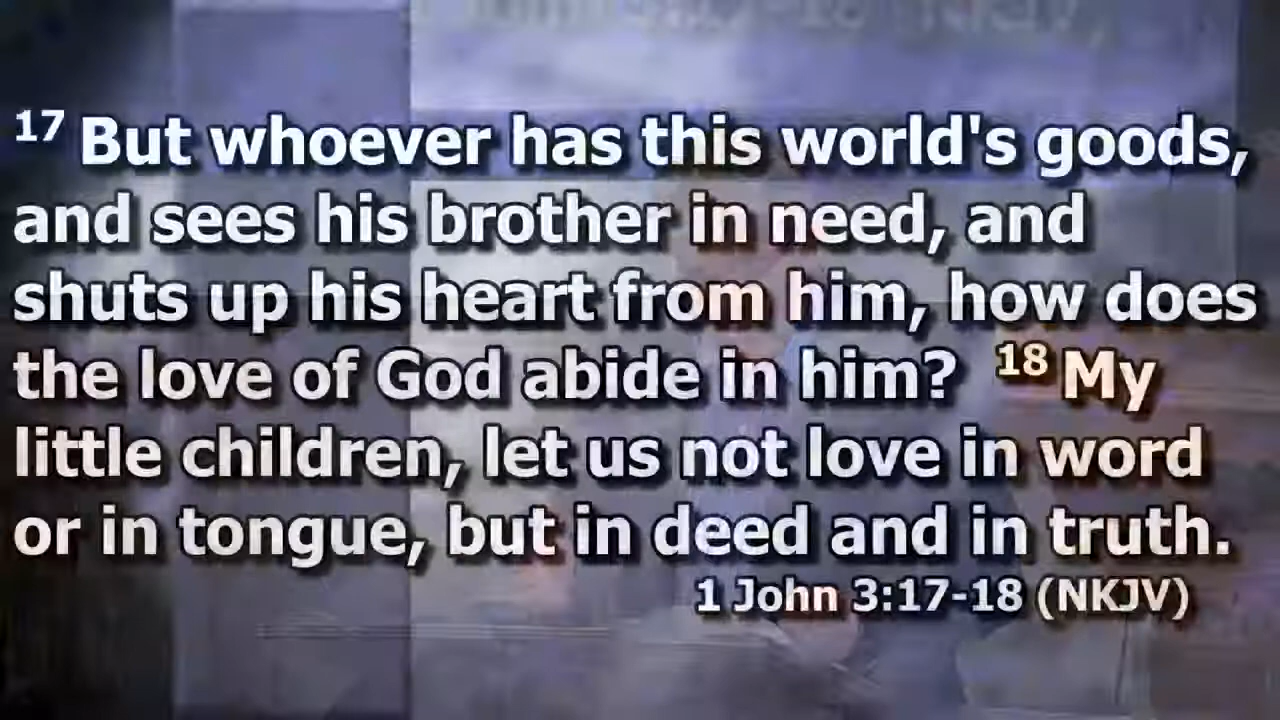 17 But whoever has this world's goods,
and sees his brother in need, and
shuts up his heart from him, how does
the love of God abide in him? 18 My
little children, let us not love in word
or in tongue, but in deed and in truth.
1 John 3:17-18 (NKJV)